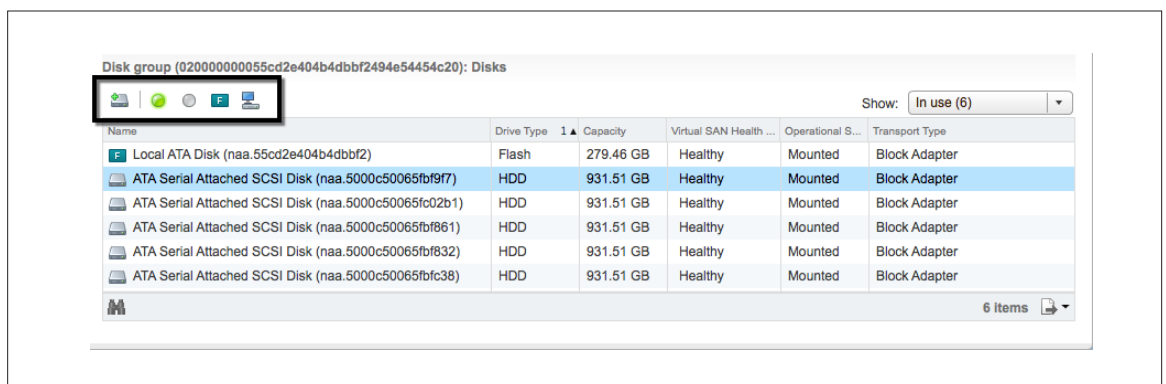 Disk group (020000000055cd2e404b4dbbf2494e54454c20): Disks
F
Show: In use (6)
Name Drive Type 1 Capacity Virtual SAN Health ... Operational S... Transport Type
F Local ATA Disk (naa.55cd2e404b4dbbf2) Flash 279.46 GB Healthy Mounted Block Adapter
ATA Serial Attached SCSI Disk (naa.5000c50065fbf9f7) HDD 931.51 GB Healthy Mounted Block Adapter
ATA Serial Attached SCSI Disk (naa.5000c50065fc02b1) HDD 931.51 GB Healthy Mounted Block Adapter
ATA Serial Attached SCSI Disk (naa.5000c50065fbf861) HDD 931.51 GB Healthy Mounted Block Adapter
ATA Serial Attached SCSI Disk (naa.5000c50065fbf832) HDD 931.51 GB Healthy Mounted Block Adapter
ATA Serial Attached SCSI Disk (naa.5000c50065fbfc38) HDD 931.51 GB Healthy Mounted Block Adapter
6 items